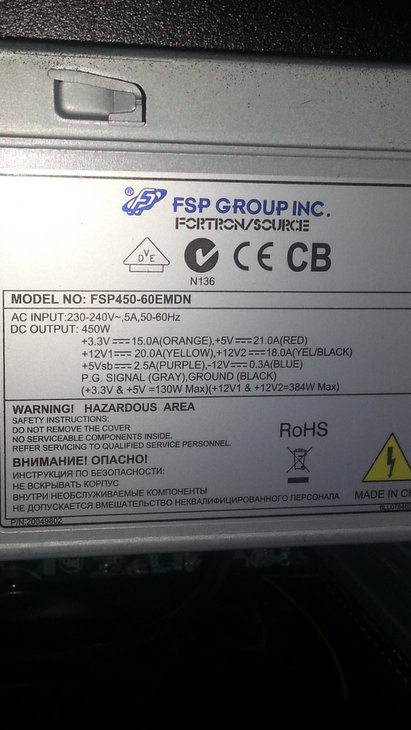 ®
FSP GROUP INC.
FORTRON/SOURCE
DVE
N136
CE
CB
MODEL NO: FSP450-60EMDN
AC INPUT:230-240V~,5A,50-60Hz
DC OUTPUT: 450W
+3.3V⎓15.0A(ORANGE),+5V⎓21.0A(RED)
+12V1⎓20.0A(YELLOW),+12V2⎓18.0A(YEL/BLACK)
+5Vsb⎓2.5A(PURPLE),-12V⎓0.3A(BLUE)
P.G. SIGNAL (GRAY),GROUND (BLACK)
(+3.3V & +5V =130W Max)(+12V1 & +12V2=384W Max)
WARNING! HAZARDOUS AREA
SAFETY INSTRUCTIONS;
DO NOT REMOVE THE COVER
NO SERVICEABLE COMPONENTS INSIDE.
REFER SERVICING TO QUALIFIED SERVICE PERSONNEL.
RoHS
ВНИМАНИЕ! ОПАСНО!
ИНСТРУКЦИЯ ПО БЕЗОПАСНОСТИ:
НЕ ВСКРЫВАТЬ КОРПУС
ВНУТРИ НЕОБСЛУЖИВАЕМЫЕ КОМПОНЕНТЫ
НЕ ДОПУСКАЕТСЯ ВМЕШАТЕЛЬСТВО НЕКВАЛИФИЦИРОВАННОГО ПЕРСОНАЛА
MADE IN
P/N:20049802